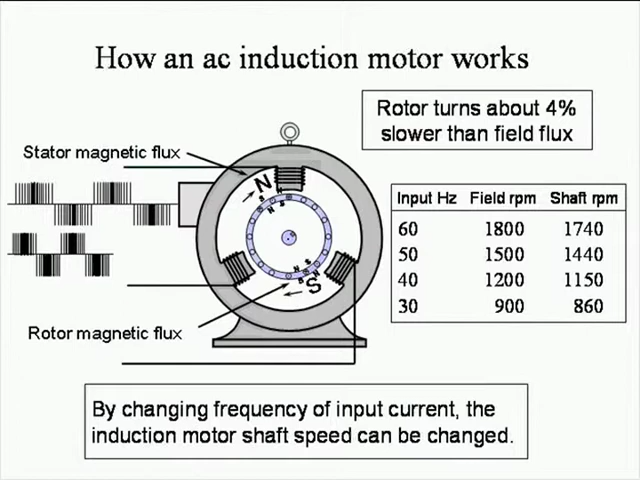 How an ac induction motor works
Rotor turns about 4%
slower than field flux
Stator magnetic flux
N
S
N
S
N
S
N
S
N
S
Input Hz Field rpm Shaft rpm
60 1800 1740
50 1500 1440
40 1200 1150
30 900 860
Rotor magnetic flux
By changing frequency of input current, the
induction motor shaft speed can be changed.